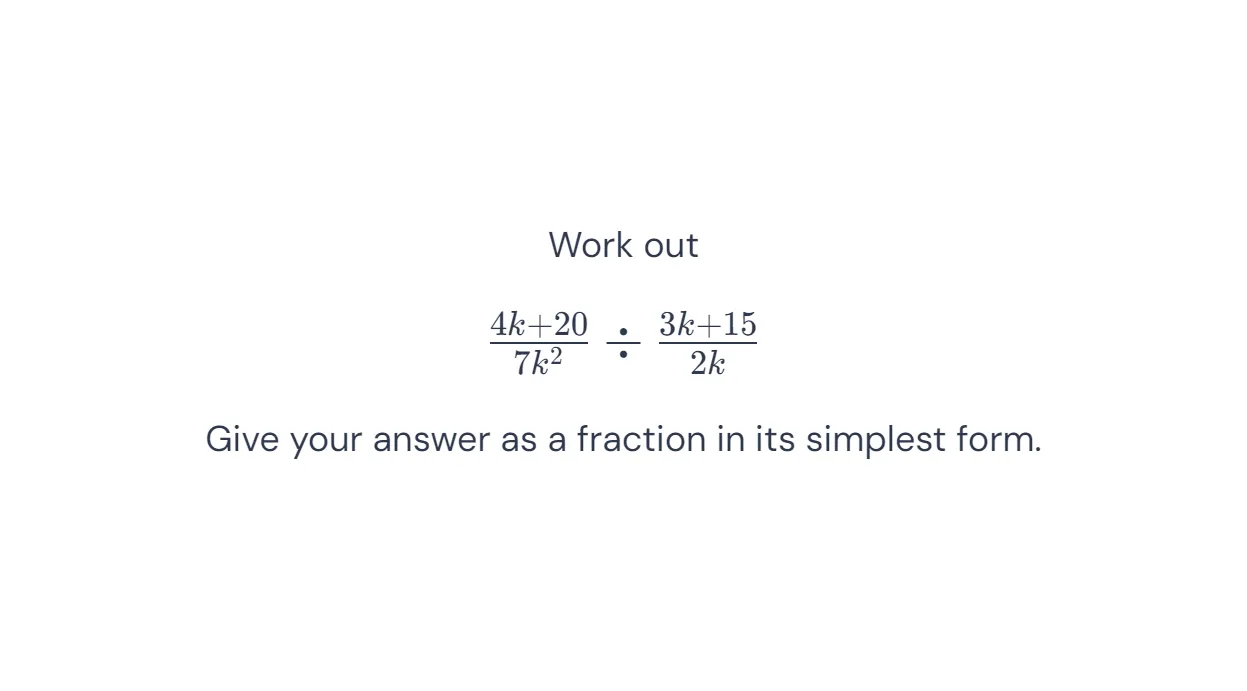 Work out
\frac{4k+20}{7k^2} ÷ \frac{3k+15}{2k}
Give your answer as a fraction in its simplest form.